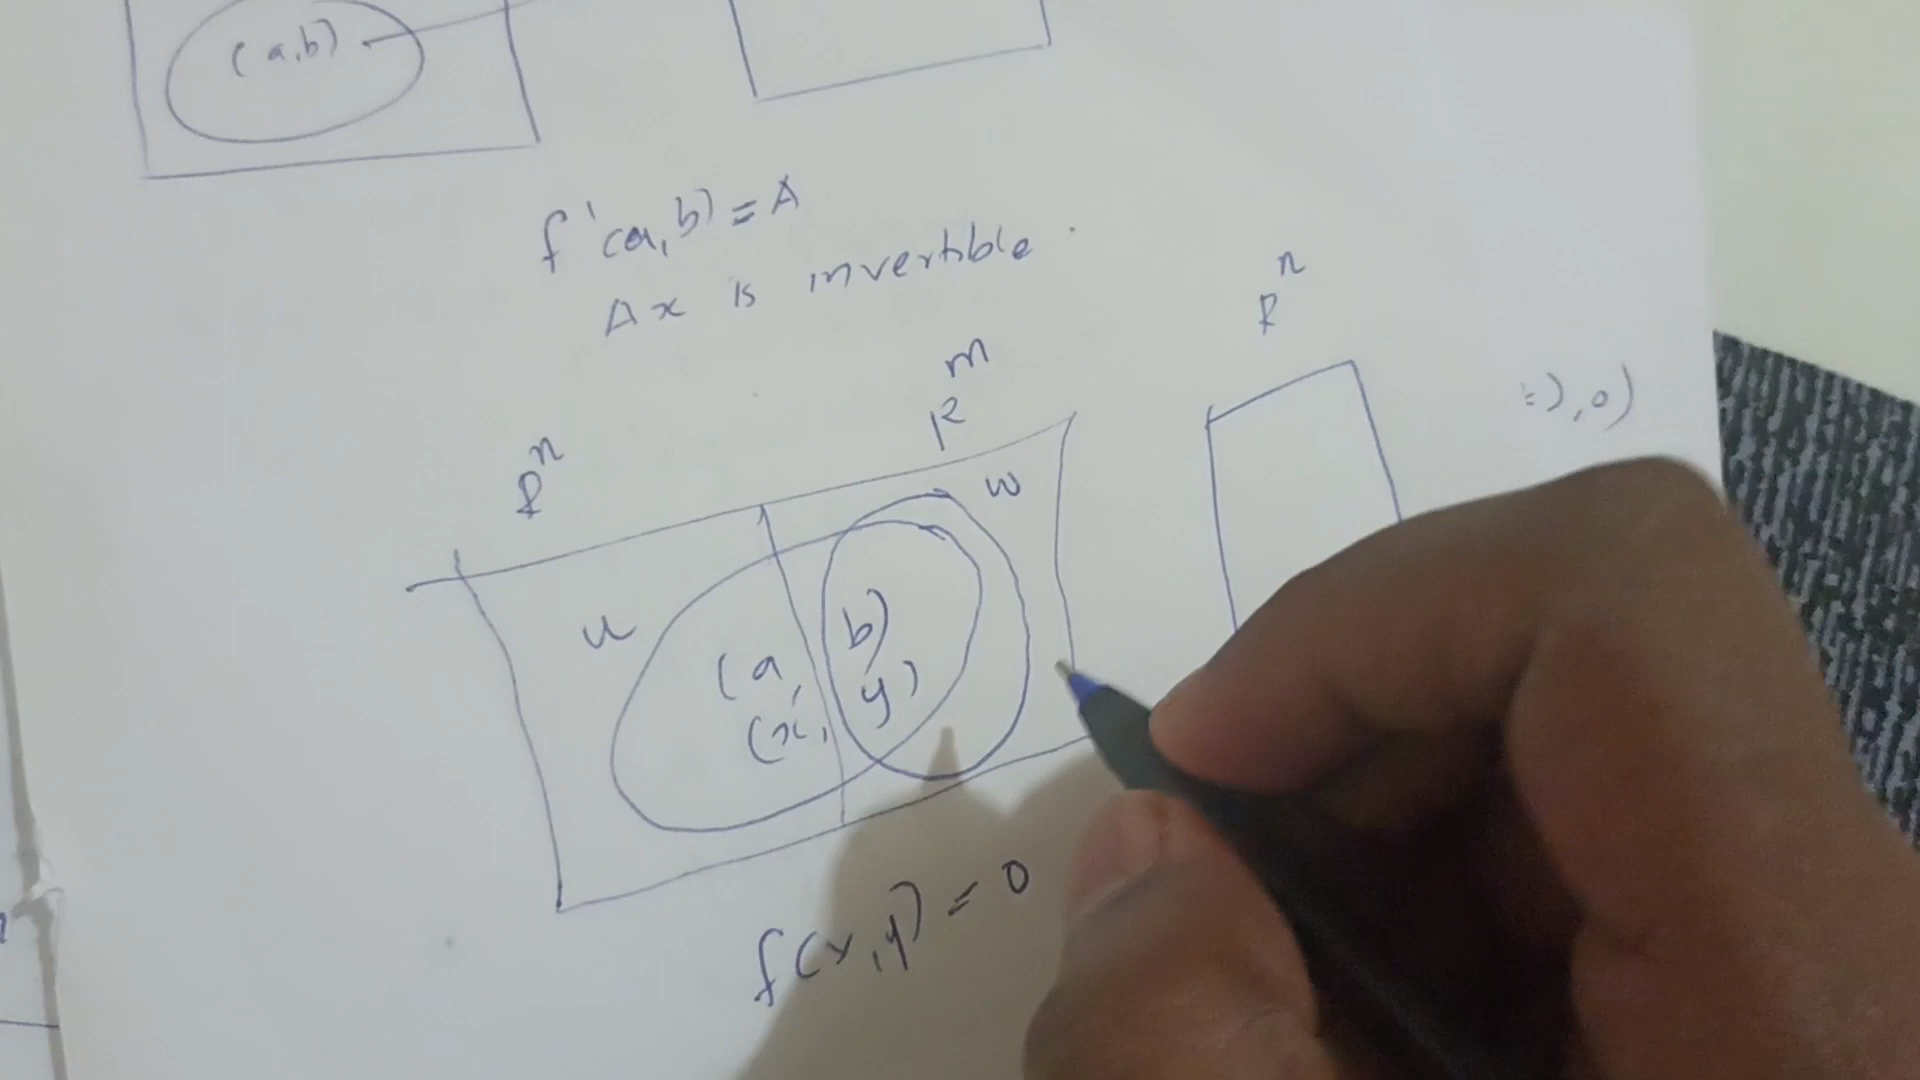 (a,b)
f'(a,b) = A
Ax is invertible.
R^n
R^m
R^n
:),0)
w
u
(a, b)
(x, y)
f(x,y) = 0